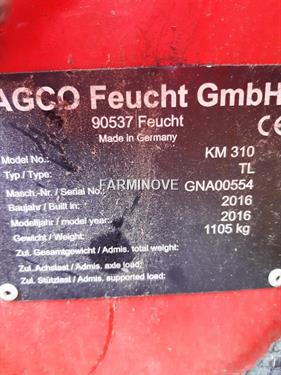 AGCO Feucht GmbH
90537 Feucht
Made in Germany
CE
Model No.: KM 310
Typ / Type: TL
Masch.-Nr. / Serial No.: GNA00554
FARMINOVE
Baujahr / Built in: 2016
Modelljahr / model year: 2016
Gewicht / Weight: 1105 kg
Zul. Gesamtgewicht / Admis. total weight:
Zul. Achslast / Admis. axle load:
Zul. Stützlast / Admis. supported load: